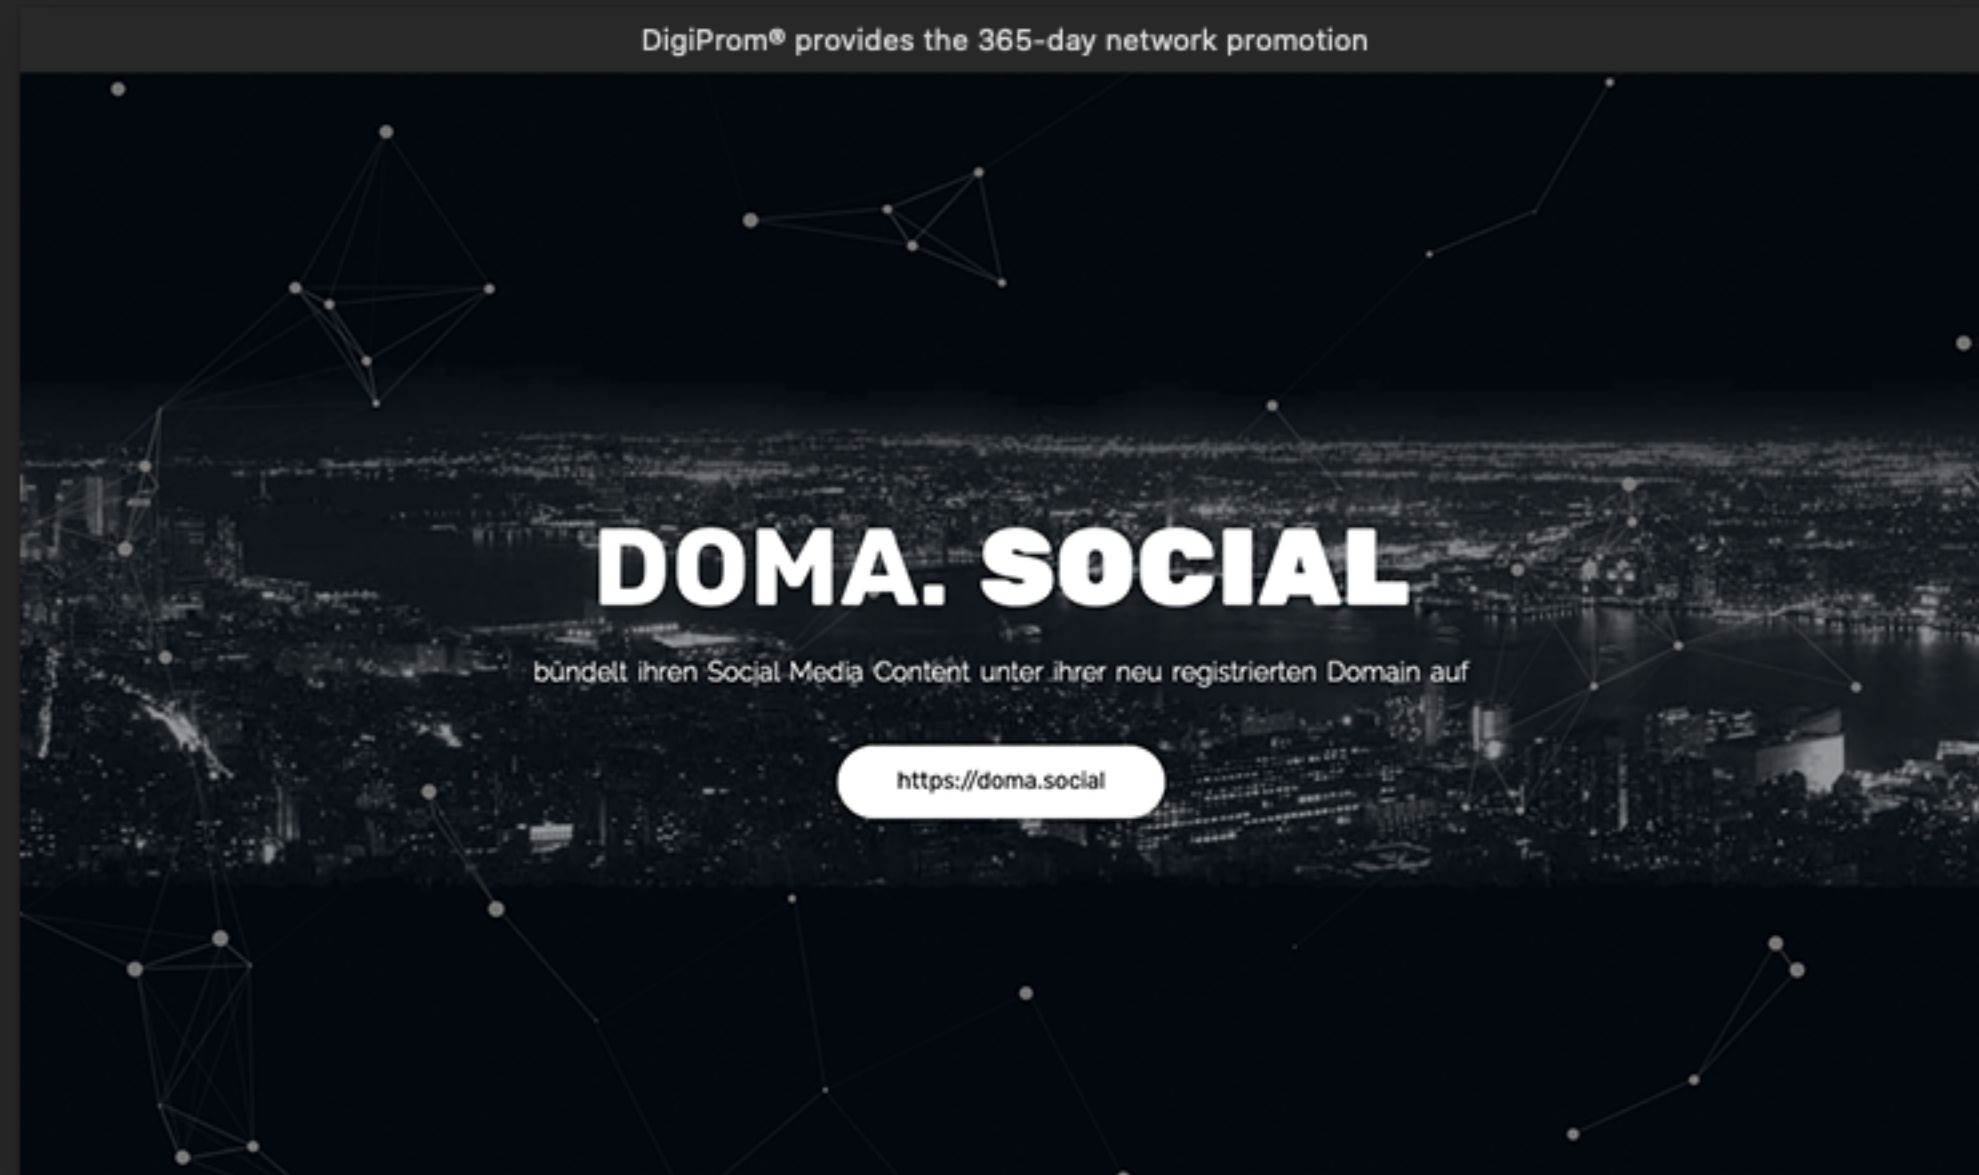 DigiProm® provides the 365-day network promotion
DOMA. SOCIAL
bündelt ihren Social Media Content unter ihrer neu registrierten Domain auf
https://doma.social